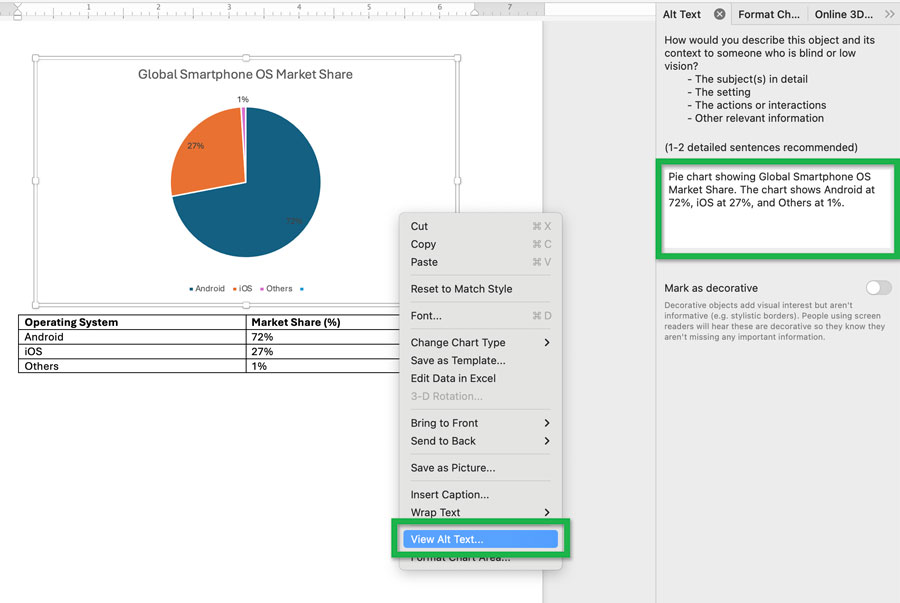 1 2 3 4 5 6 7
Global Smartphone OS Market Share
1%
27%
72%
Android iOS Others
Operating System Market Share (%)
Android 72%
iOS 27%
Others 1%
Cut ⌘ X
Copy ⌘ C
Paste ⌘ V
Reset to Match Style
Font... ⌘ D
Change Chart Type
Save as Template...
Edit Data in Excel
3-D Rotation...
Bring to Front
Send to Back
Save as Picture...
Insert Caption...
Wrap Text
View Alt Text...
Format Chart Area...
Alt Text Format Ch... Online 3D...
How would you describe this object and its
context to someone who is blind or low
vision?
- The subject(s) in detail
- The setting
- The actions or interactions
- Other relevant information
(1-2 detailed sentences recommended)
Pie chart showing Global Smartphone OS
Market Share. The chart shows Android at
72%, iOS at 27%, and Others at 1%.
Mark as decorative
Decorative objects add visual interest but aren't
informative (e.g. stylistic borders). People using screen
readers will hear these are decorative so they know they
aren't missing any important information.